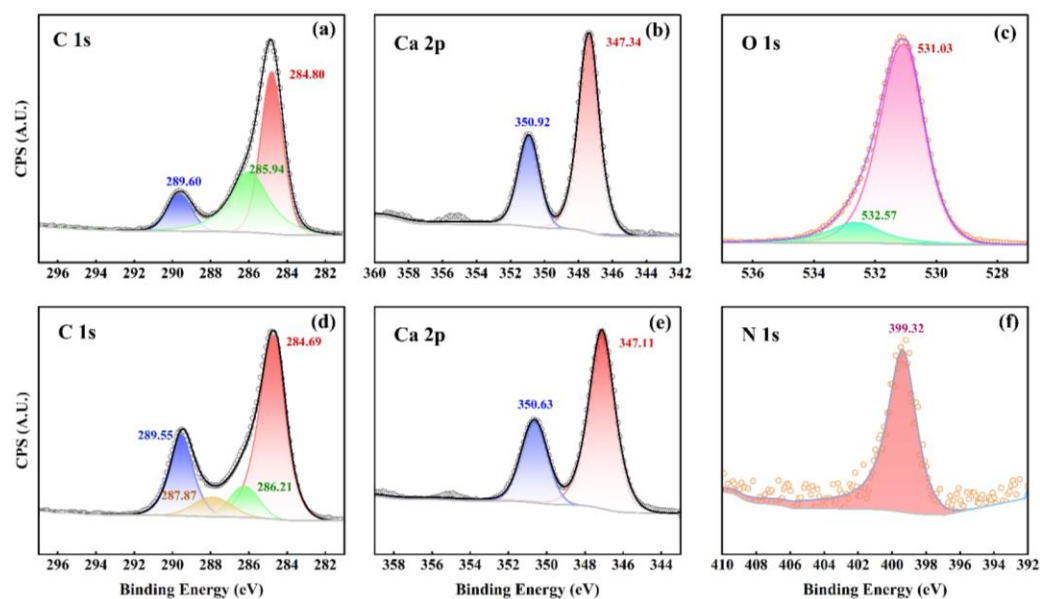 C 1s
(a)
284.80
285.94
289.60
CPS (A.U.)
296 294 292 290 288 286 284 282
Ca 2p
(b)
347.34
350.92
360 358 356 354 352 350 348 346 344 342
O 1s
(c)
531.03
532.57
536 534 532 530 528
C 1s
(d)
284.69
289.55
287.87
286.21
CPS (A.U.)
296 294 292 290 288 286 284 282
Binding Energy (eV)
Ca 2p
(e)
347.11
350.63
358 356 354 352 350 348 346 344
Binding Energy (eV)
N 1s
(f)
399.32
410 408 406 404 402 400 398 396 394 392
Binding Energy (eV)